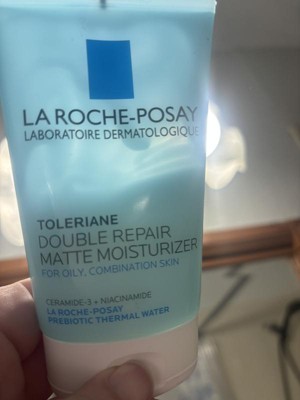 LA ROCHE-POSAY
LABORATOIRE DERMATOLOGIQUE
TOLERIANE
DOUBLE REPAIR
MATTE MOISTURIZER
FOR OILY, COMBINATION SKIN
CERAMIDE-3 + NIACINAMIDE
LA ROCHE-POSAY
PREBIOTIC THERMAL WATER